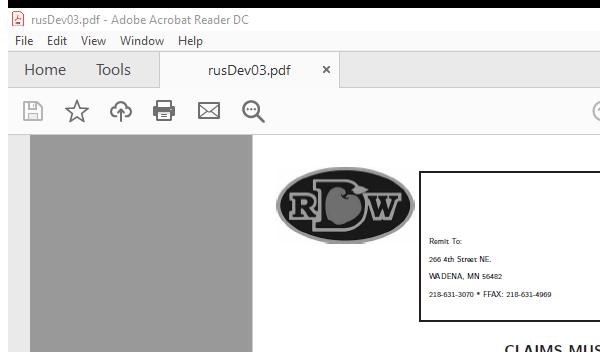 rusDev03.pdf - Adobe Acrobat Reader DC
File Edit View Window Help
Home Tools rusDev03.pdf ×
RDW
Remit To:
266 4th Street NE.
WADENA, MN 56482
218-631-3070 * FFAX: 218-631-4969
CLAIMS MUS